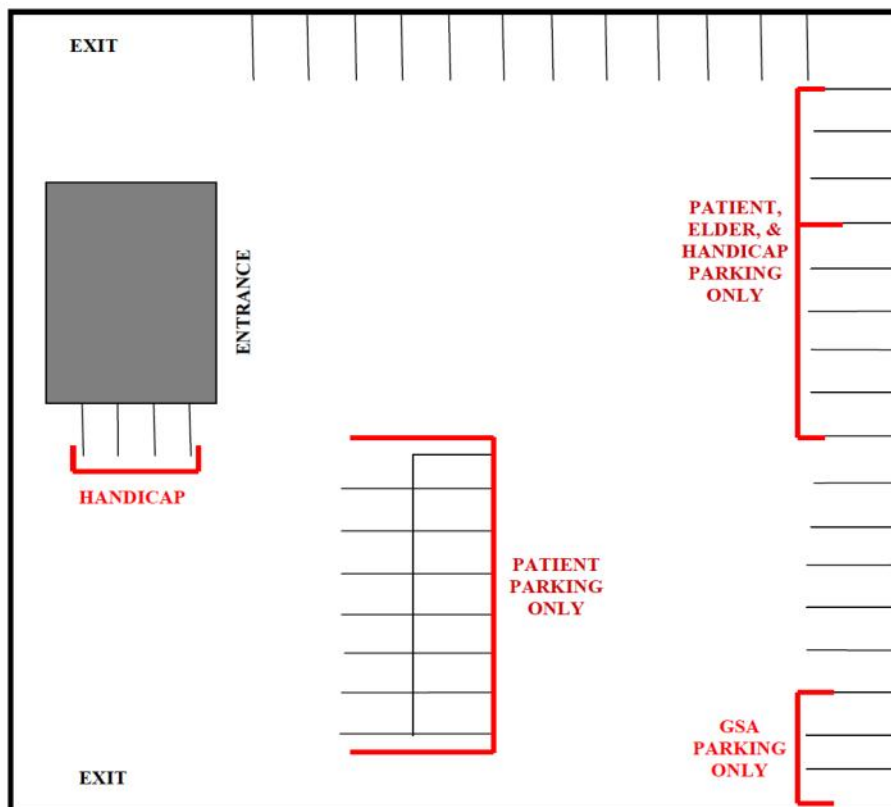 EXIT
PATIENT,
ELDER, &
HANDICAP
PARKING
ONLY
ENTRANCE
HANDICAP
PATIENT
PARKING
ONLY
GSA
PARKING
ONLY
EXIT